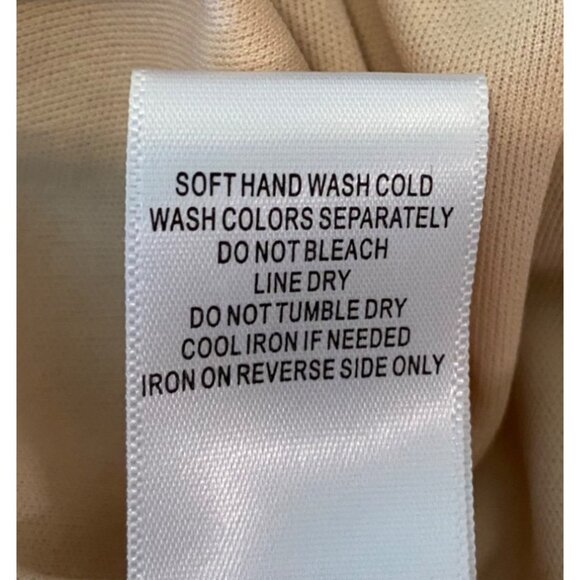 SOFT HAND WASH COLD
WASH COLORS SEPARATELY
DO NOT BLEACH
LINE DRY
DO NOT TUMBLE DRY
COOL IRON IF NEEDED
IRON ON REVERSE SIDE ONLY